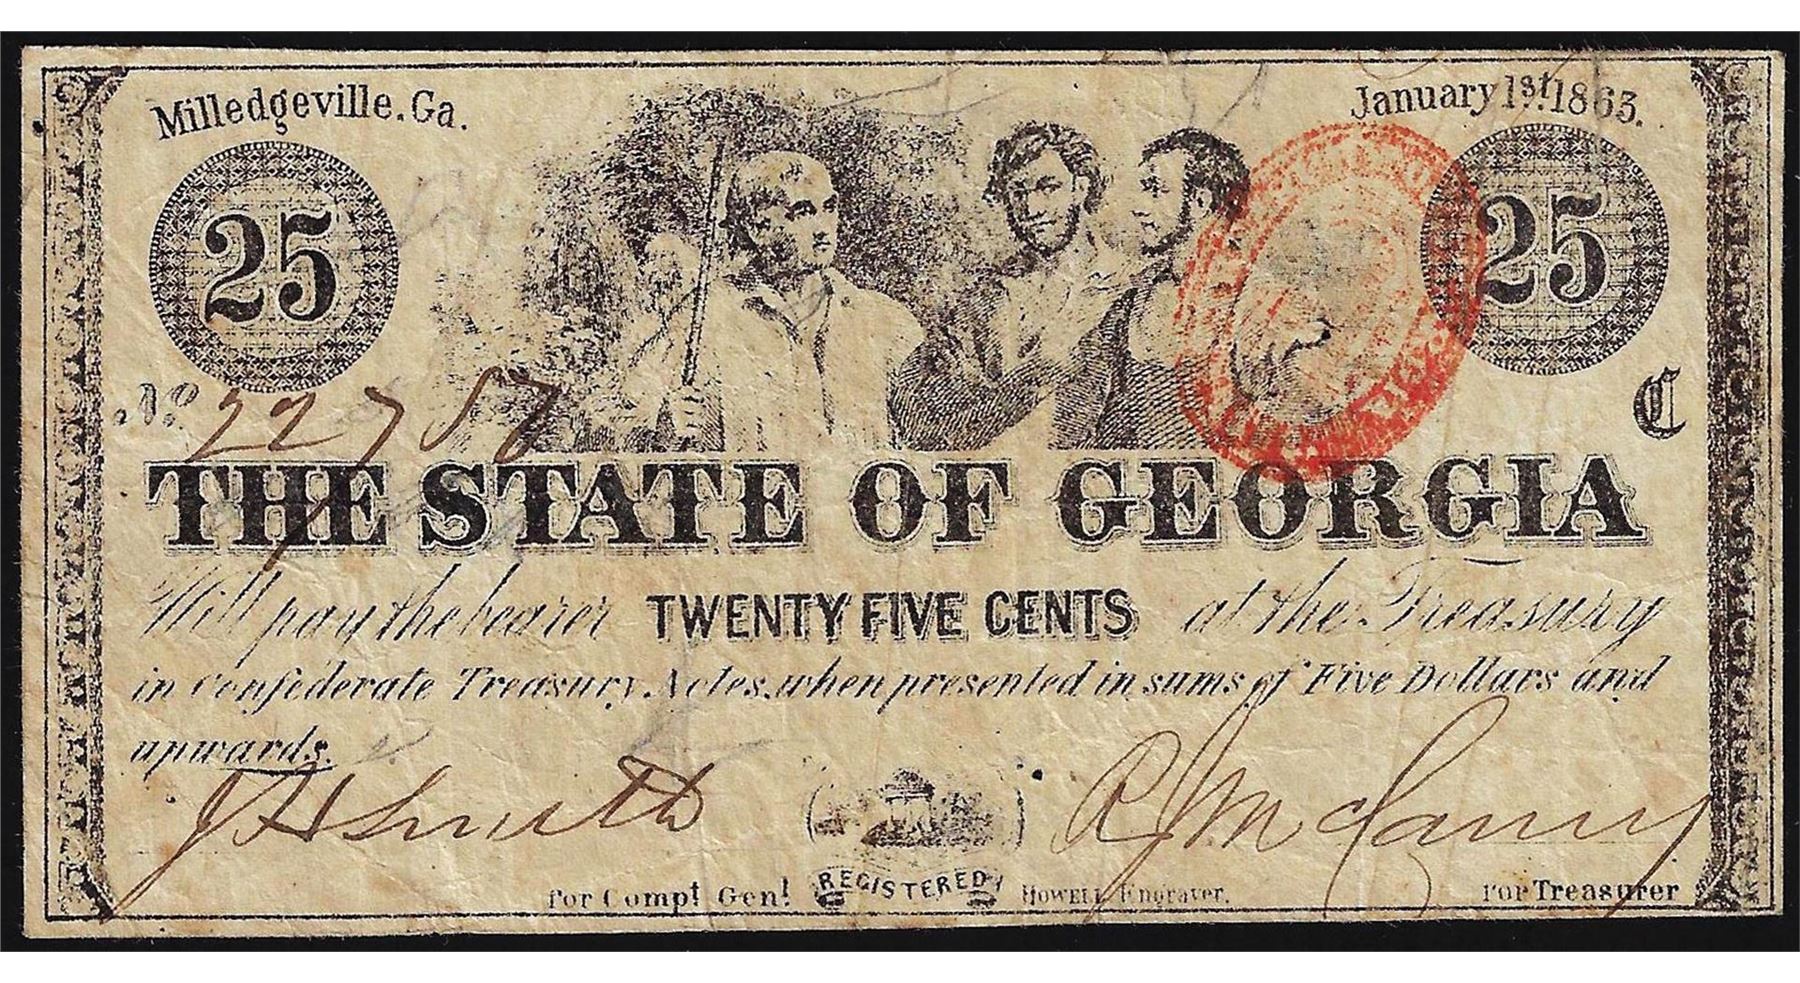 Milledgeville. Ga.
January 1st. 1863.
25
25
No. 22757
C
THE STATE OF GEORGIA
Will pay the bearer TWENTY FIVE CENTS at the Treasury
in Confederate Treasury Notes, when presented in sums of Five Dollars and
upwards.
J H Smith
for Compt Genl
REGISTERED
Howell Engraver.
for Treasurer